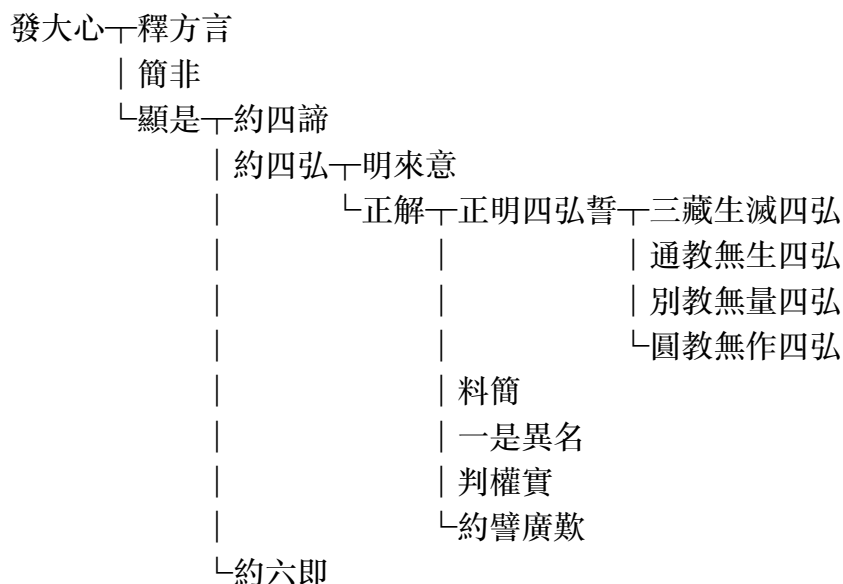 發大心┬釋方言
│簡非
└顯是┬約四諦
│約四弘┬明來意
│└正解┬正明四弘誓┬三藏生滅四弘
│││通教無生四弘
│││別教無量四弘
││└圓教無作四弘
││料簡
││一是異名
││判權實
│└約譬廣歎
└約六即